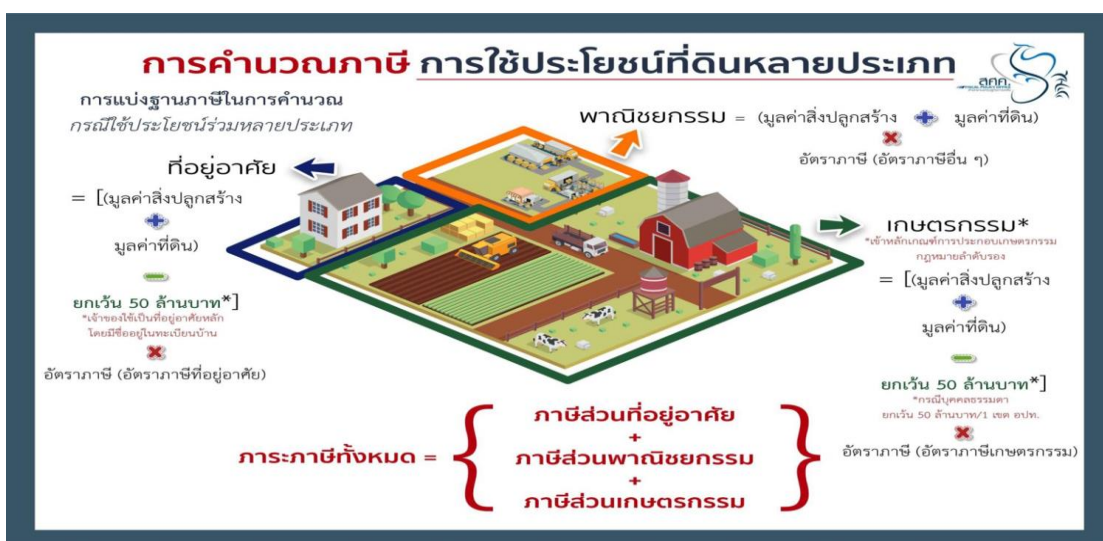 การคำนวณภาษี การใช้ประโยชน์ที่ดินหลายประเภท
สศค.
การแบ่งฐานภาษีในการคำนวณ
กรณีใช้ประโยชน์ร่วมหลายประเภท
ที่อยู่อาศัย
= [(มูลค่าสิ่งปลูกสร้าง
+
มูลค่าที่ดิน)
-
ยกเว้น 50 ล้านบาท*]
*เจ้าของใช้เป็นที่อยู่อาศัยหลัก
โดยมีชื่ออยู่ในทะเบียนบ้าน
×
อัตราภาษี (อัตราภาษีที่อยู่อาศัย)
พาณิชยกรรม = (มูลค่าสิ่งปลูกสร้าง + มูลค่าที่ดิน)
×
อัตราภาษี (อัตราภาษีอื่น ๆ)
เกษตรกรรม*
*เข้าหลักเกณฑ์การประกอบเกษตรกรรม
กฎหมายลำดับรอง
= [(มูลค่าสิ่งปลูกสร้าง
+
มูลค่าที่ดิน)
-
ยกเว้น 50 ล้านบาท*]
*กรณีบุคคลธรรมดา
ยกเว้น 50 ล้านบาท/1 เขต อปท.
×
อัตราภาษี (อัตราภาษีเกษตรกรรม)
ภาระภาษีทั้งหมด = { ภาษีส่วนที่อยู่อาศัย
+
ภาษีส่วนพาณิชยกรรม
+
ภาษีส่วนเกษตรกรรม }